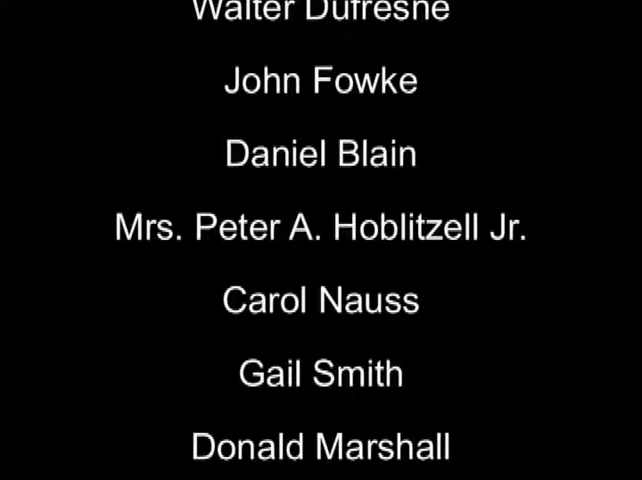 Walter Dufresne
John Fowke
Daniel Blain
Mrs. Peter A. Hoblitzell Jr.
Carol Nauss
Gail Smith
Donald Marshall